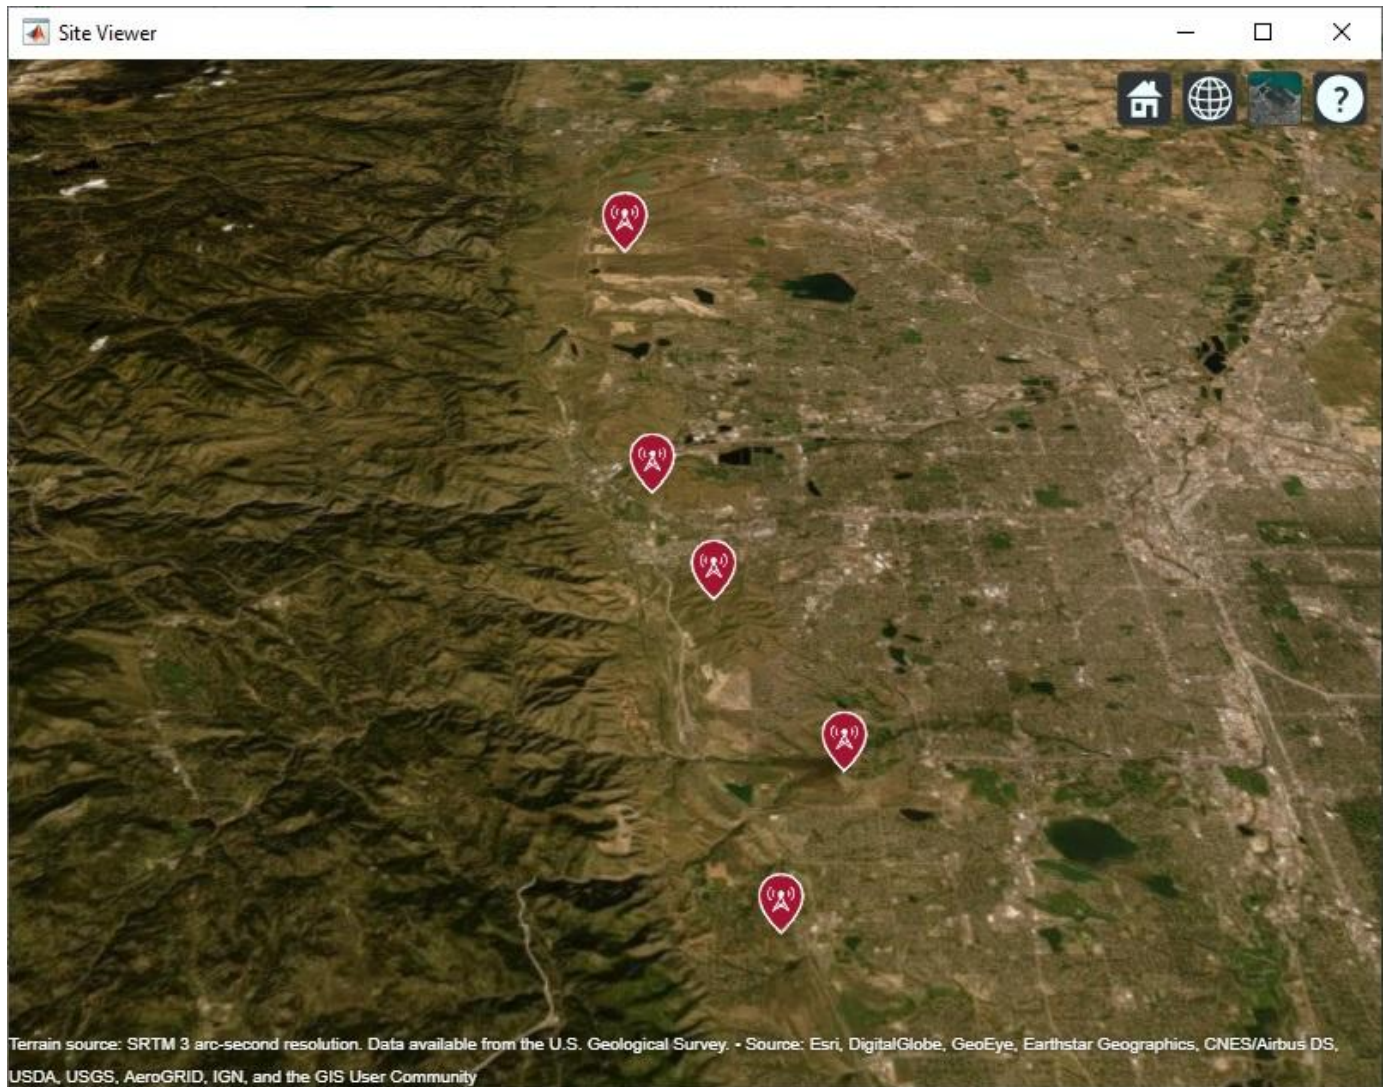 Site Viewer
?
Terrain source: SRTM 3 arc-second resolution. Data available from the U.S. Geological Survey. • Source: Esri, DigitalGlobe, GeoEye, Earthstar Geographics, CNES/Airbus DS,
USDA, USGS, AeroGRID, IGN, and the GIS User Community